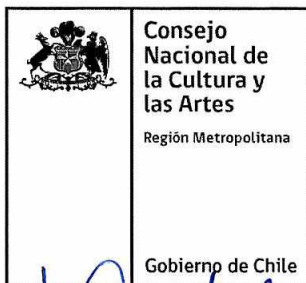 Consejo
Nacional de
la Cultura y
las Artes
Región Metropolitana
Gobierno de Chile